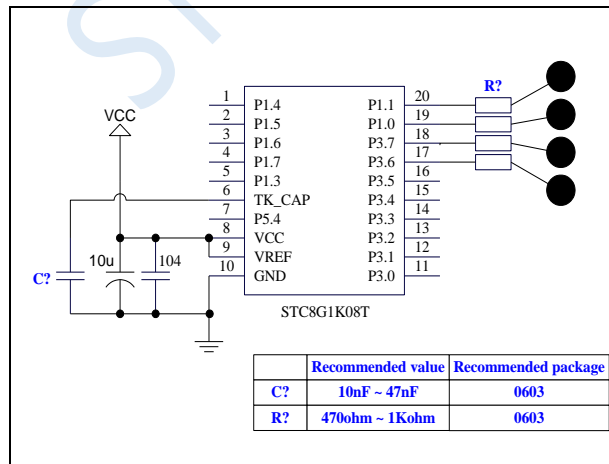 R?
VCC
1 P1.4 P1.1 20
2 P1.5 P1.0 19
3 P1.6 P3.7 18
4 P1.7 P3.6 17
5 P1.3 P3.5 16
6 TK_CAP P3.4 15
7 P5.4 P3.3 14
8 VCC P3.2 13
9 VREF P3.1 12
10 GND P3.0 11
C? 10u 104
STC8G1K08T
Recommended value Recommended package
C? 10nF ~ 47nF 0603
R? 470ohm ~ 1Kohm 0603